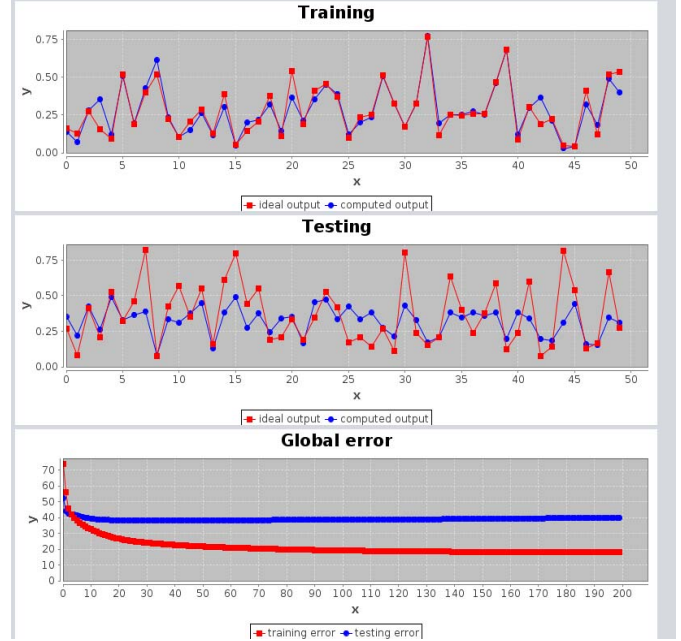 Training
0.75
0.50
0.25
0.00
y
0 5 10 15 20 25 30 35 40 45 50
x
ideal output computed output
Testing
0.75
0.50
0.25
0.00
y
0 5 10 15 20 25 30 35 40 45 50
x
ideal output computed output
Global error
70
60
50
40
30
20
10
0
y
0 10 20 30 40 50 60 70 80 90 100 110 120 130 140 150 160 170 180 190 200
x
training error testing error